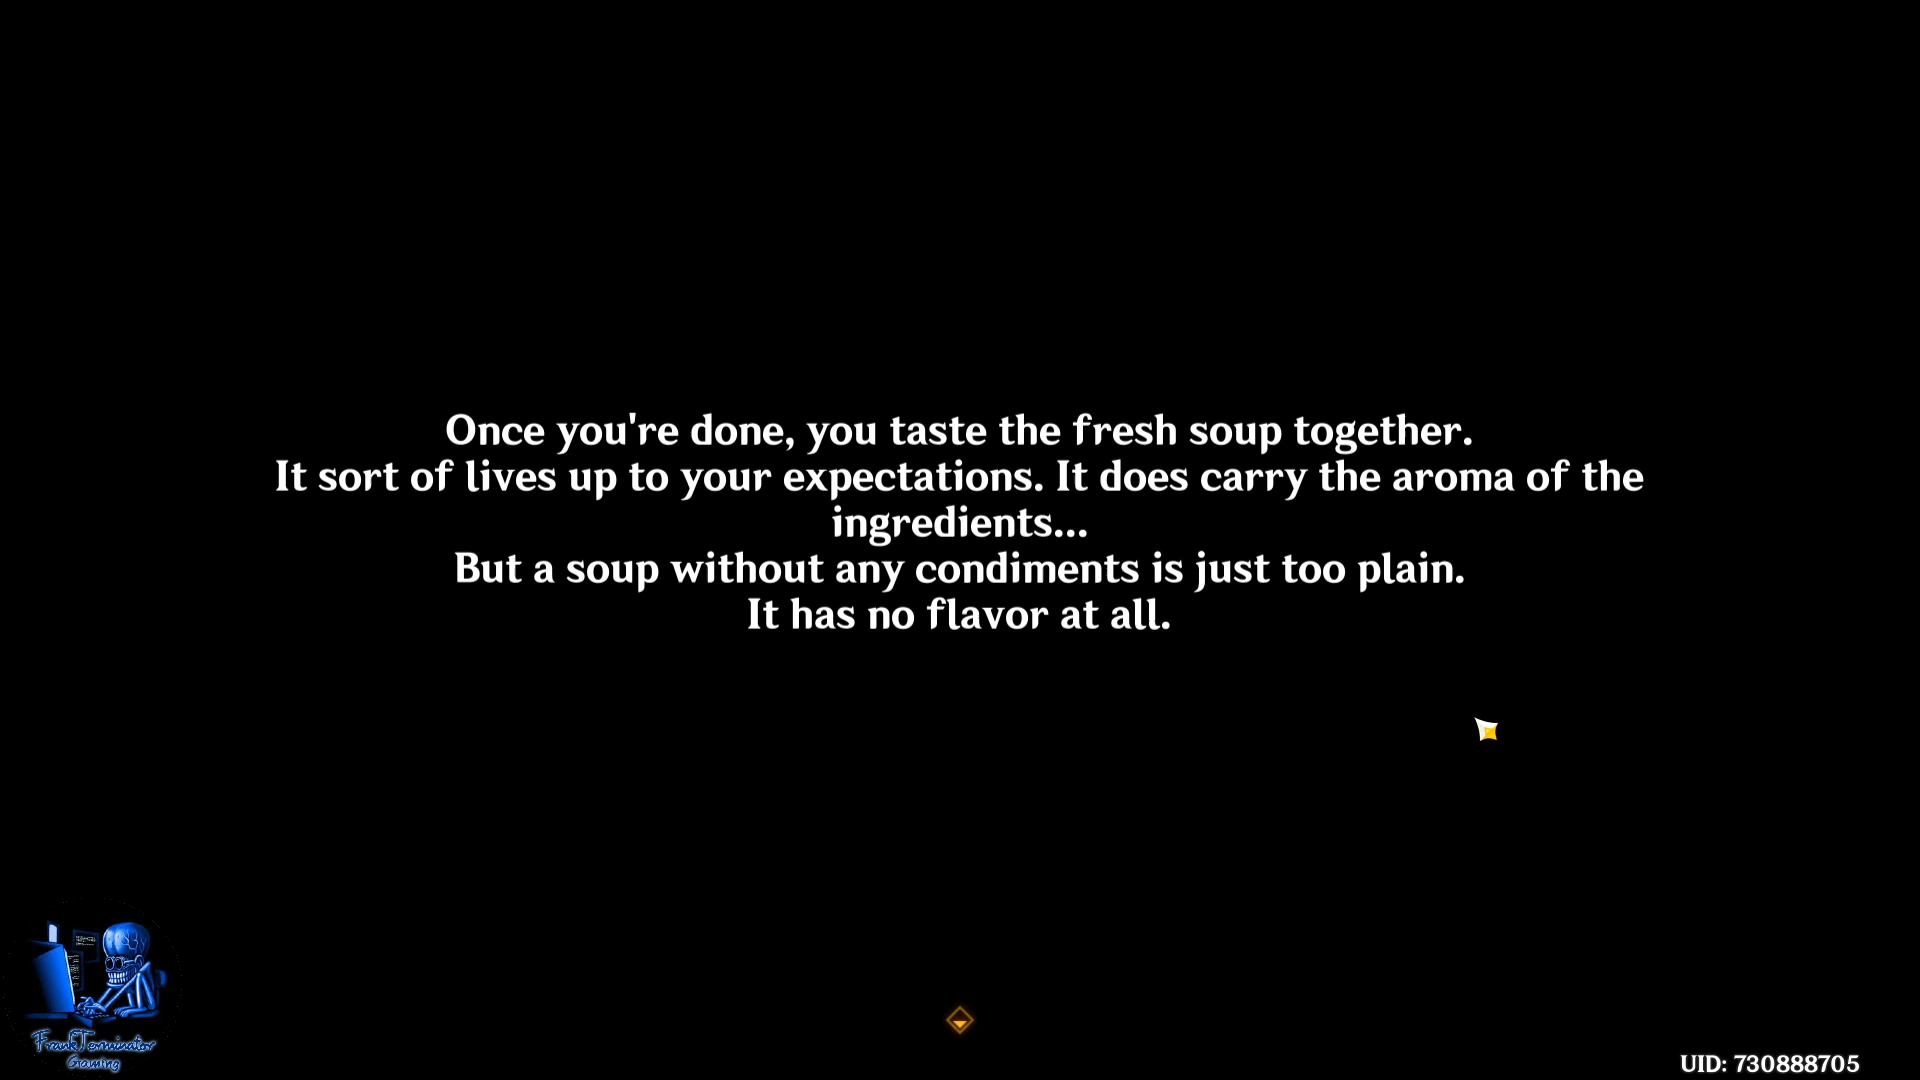 Once you're done, you taste the fresh soup together.
It sort of lives up to your expectations. It does carry the aroma of the
ingredients...
But a soup without any condiments is just too plain.
It has no flavor at all.
FrankTerminator
Gaming
UID: 730888705